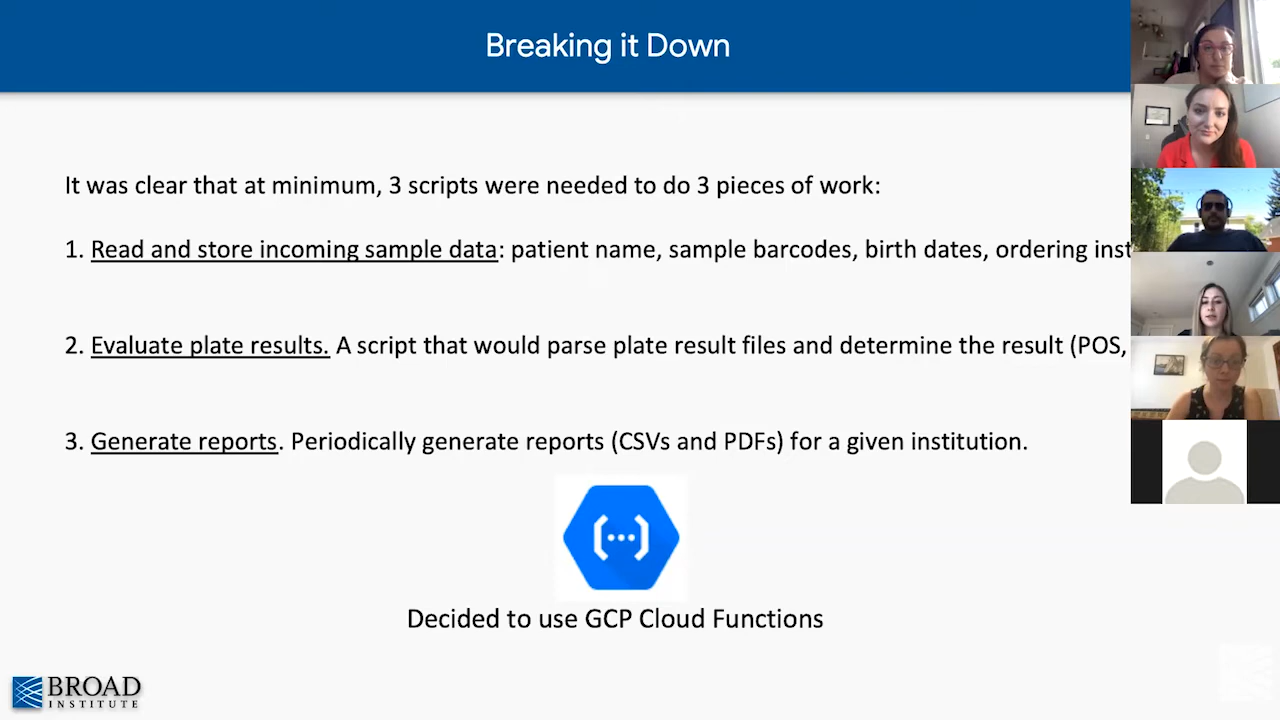 Breaking it Down
It was clear that at minimum, 3 scripts were needed to do 3 pieces of work:
1. Read and store incoming sample data: patient name, sample barcodes, birth dates, ordering inst
2. Evaluate plate results. A script that would parse plate result files and determine the result (POS,
3. Generate reports. Periodically generate reports (CSVs and PDFs) for a given institution.
Decided to use GCP Cloud Functions
BROAD
INSTITUTE